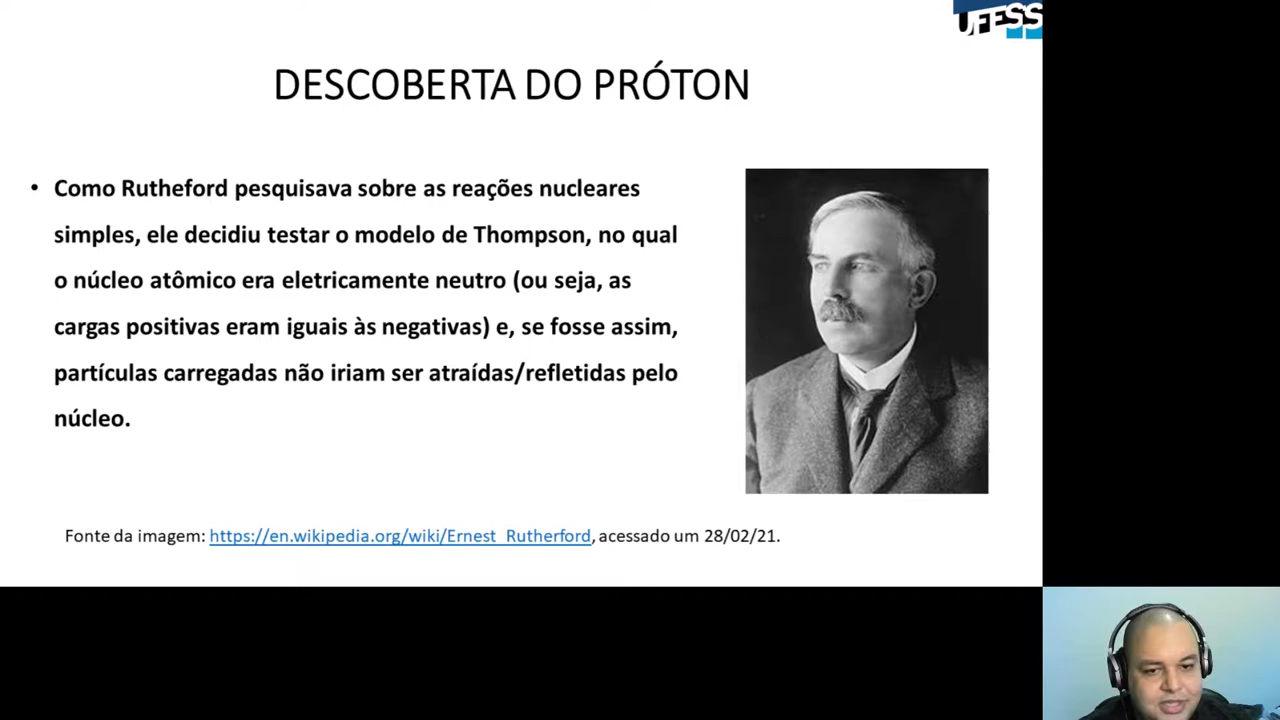 UFESS
DESCOBERTA DO PRÓTON
• Como Rutheford pesquisava sobre as reações nucleares
simples, ele decidiu testar o modelo de Thompson, no qual
o núcleo atômico era eletricamente neutro (ou seja, as
cargas positivas eram iguais às negativas) e, se fosse assim,
partículas carregadas não iriam ser atraídas/refletidas pelo
núcleo.
Fonte da imagem: https://en.wikipedia.org/wiki/Ernest_Rutherford, acessado um 28/02/21.